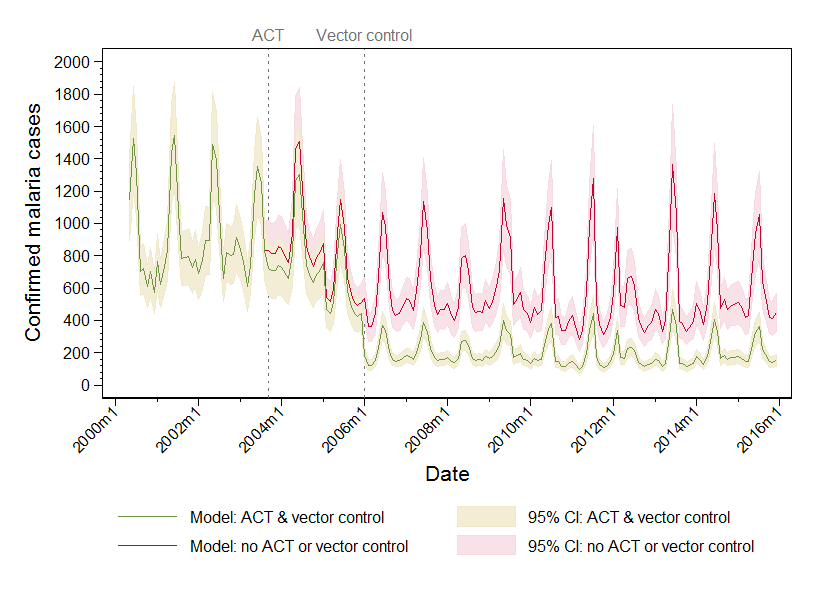 ACT Vector control
2000
1800
1600
1400
1200
1000
800
600
400
200
0
Confirmed malaria cases
2000m1 2002m1 2004m1 2006m1 2008m1 2010m1 2012m1 2014m1 2016m1
Date
Model: ACT & vector control 95% CI: ACT & vector control
Model: no ACT or vector control 95% CI: no ACT or vector control